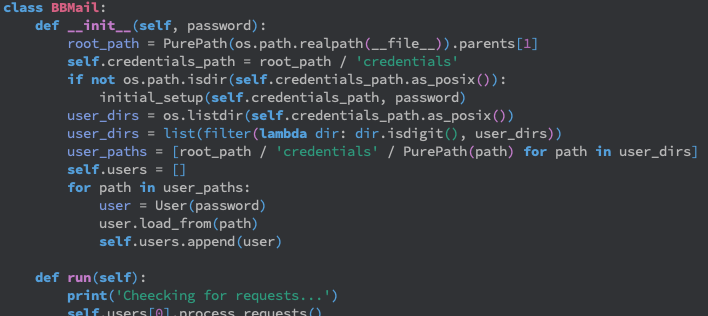 class BBMail:
    def __init__(self, password):
        root_path = PurePath(os.path.realpath(__file__)).parents[1]
        self.credentials_path = root_path / 'credentials'
        if not os.path.isdir(self.credentials_path.as_posix()):
            initial_setup(self.credentials_path, password)
        user_dirs = os.listdir(self.credentials_path.as_posix())
        user_dirs = list(filter(lambda dir: dir.isdigit(), user_dirs))
        user_paths = [root_path / 'credentials' / PurePath(path) for path in user_dirs]
        self.users = []
        for path in user_paths:
            user = User(password)
            user.load_from(path)
            self.users.append(user)
    def run(self):
        print('Cheecking for requests...')
        self.users[0].process_requests()